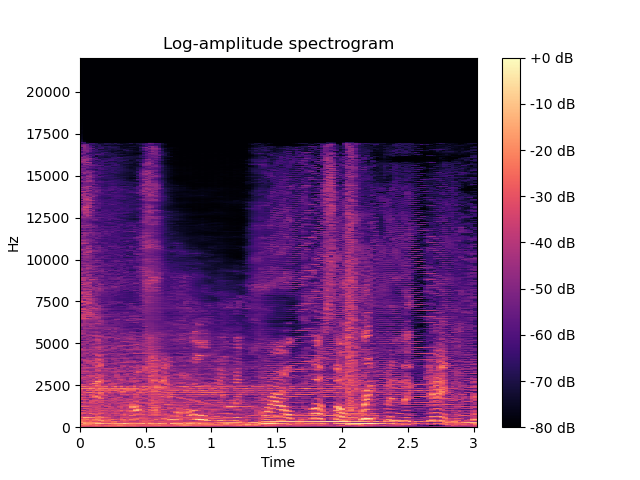 Log-amplitude spectrogram
+0 dB
-10 dB
-20 dB
-30 dB
-40 dB
-50 dB
-60 dB
-70 dB
-80 dB
20000
17500
15000
12500
10000
7500
5000
2500
0
Hz
0 0.5 1 1.5 2 2.5 3
Time